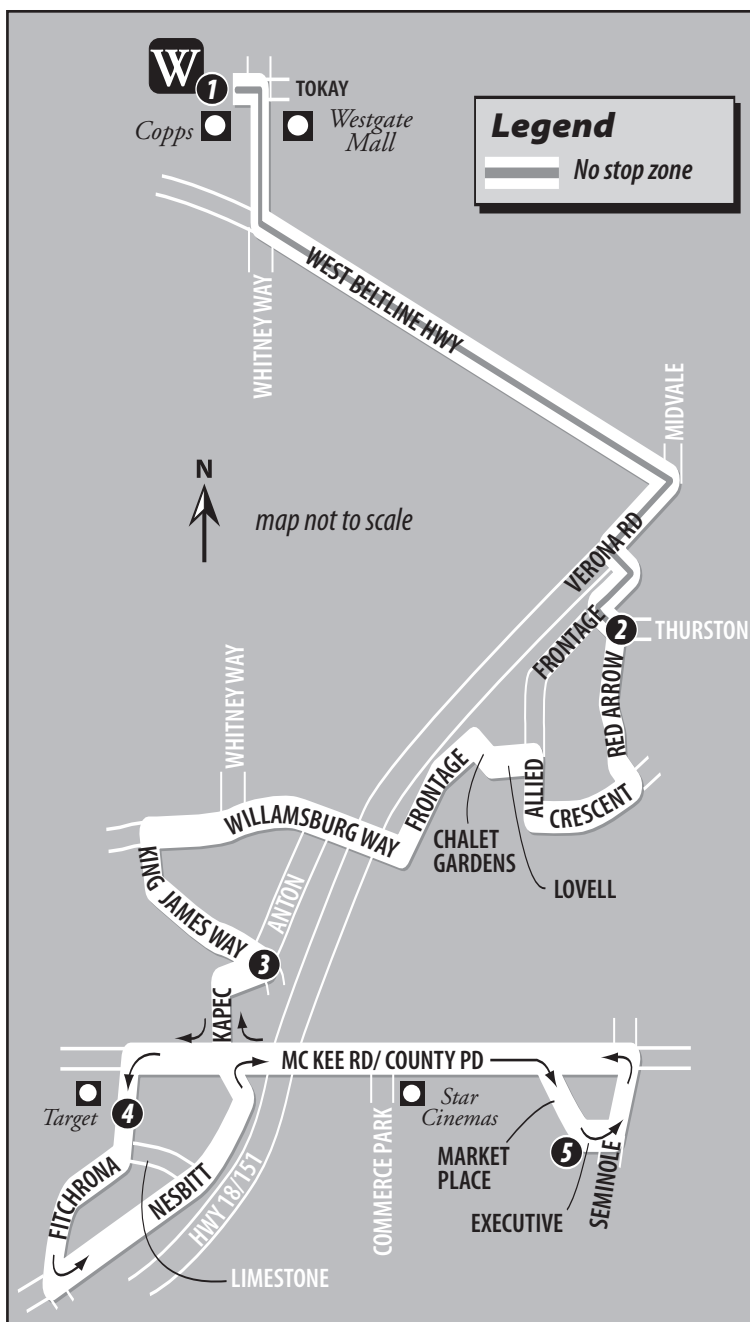 W
1
TOKAY
Copps
Westgate
Mall
Legend
No stop zone
WHITNEY WAY
WEST BELTLINE HWY
MIDVALE
N
map not to scale
VERONA RD
FRONTAGE
2
THURSTON
RED ARROW
WHITNEY WAY
FRONTAGE
ALLIED
CRESCENT
WILLAMSBURG WAY
CHALET
GARDENS
LOVELL
KING JAMES WAY
ANTON
3
KAPEC
MC KEE RD/ COUNTY PD
Target
4
Star
Cinemas
COMMERCE PARK
MARKET
PLACE
5
EXECUTIVE
SEMINOLE
FITCHRONA
NESBITT
HWY 18/151
LIMESTONE